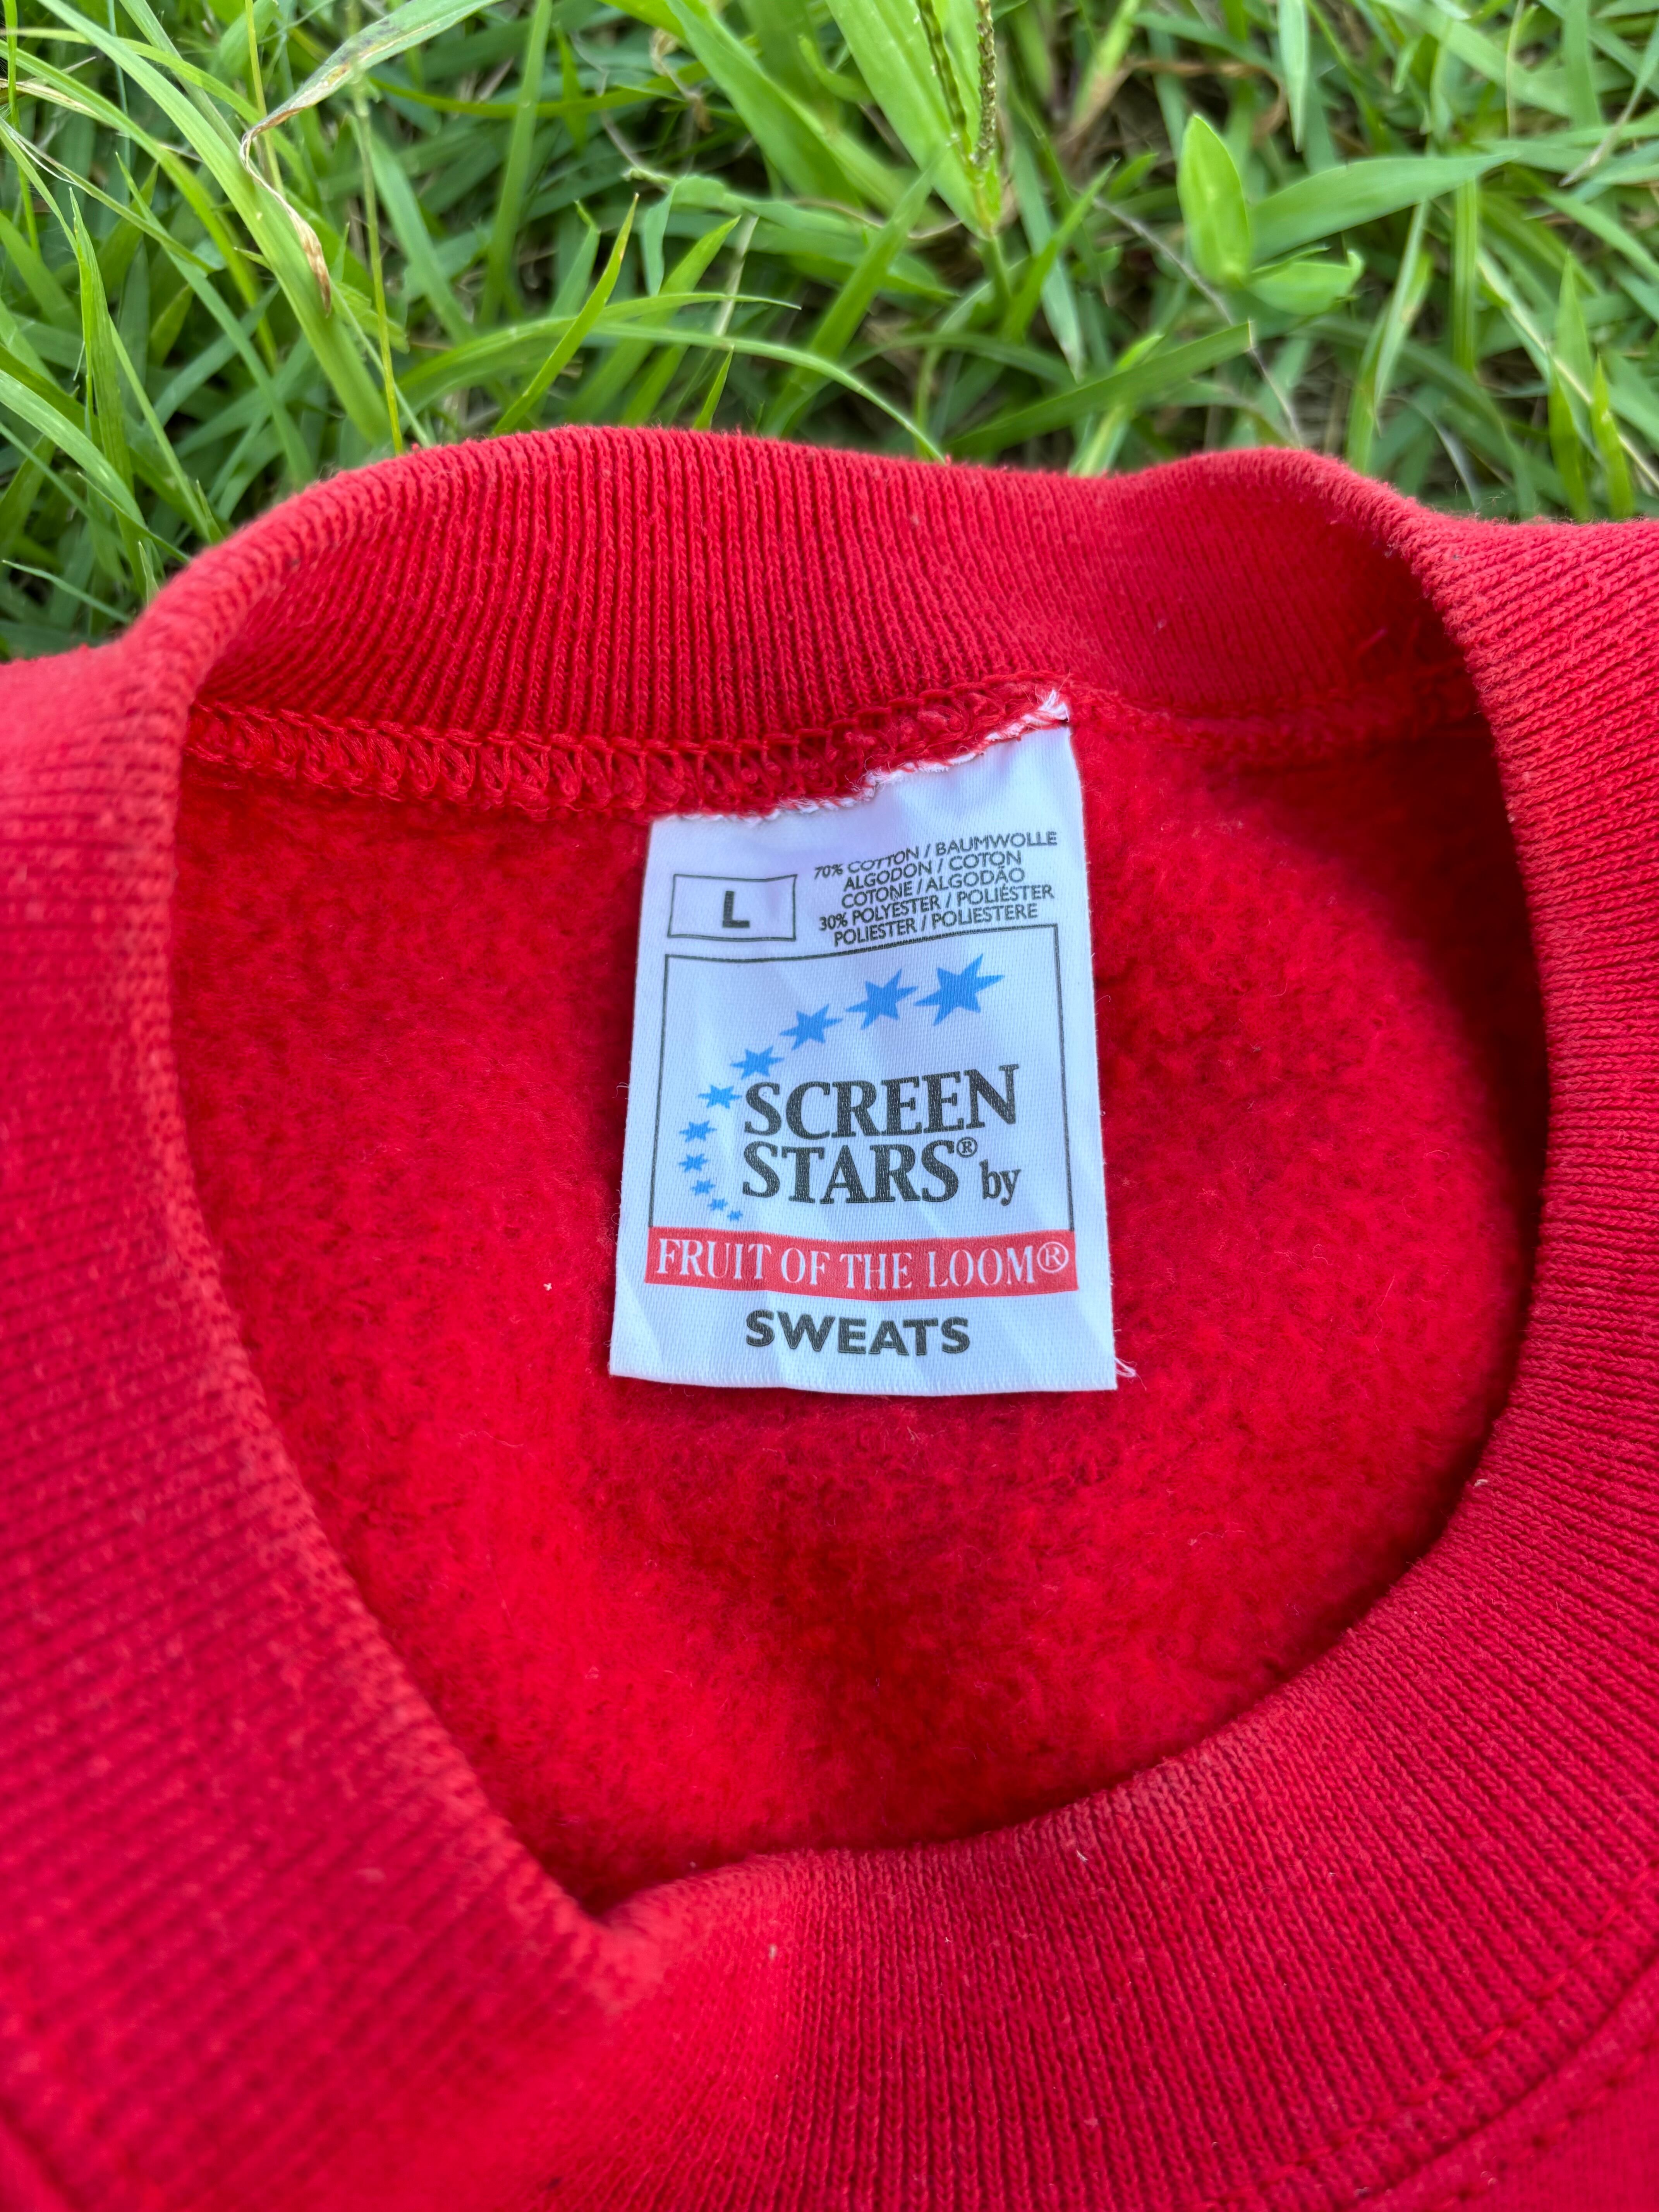 L
70% COTTON / BAUMWOLLE
ALGODON / COTON
COTONE / ALGODÃO
30% POLYESTER / POLIÉSTER
POLIESTER / POLIESTERE
SCREEN
STARS® by
FRUIT OF THE LOOM®
SWEATS